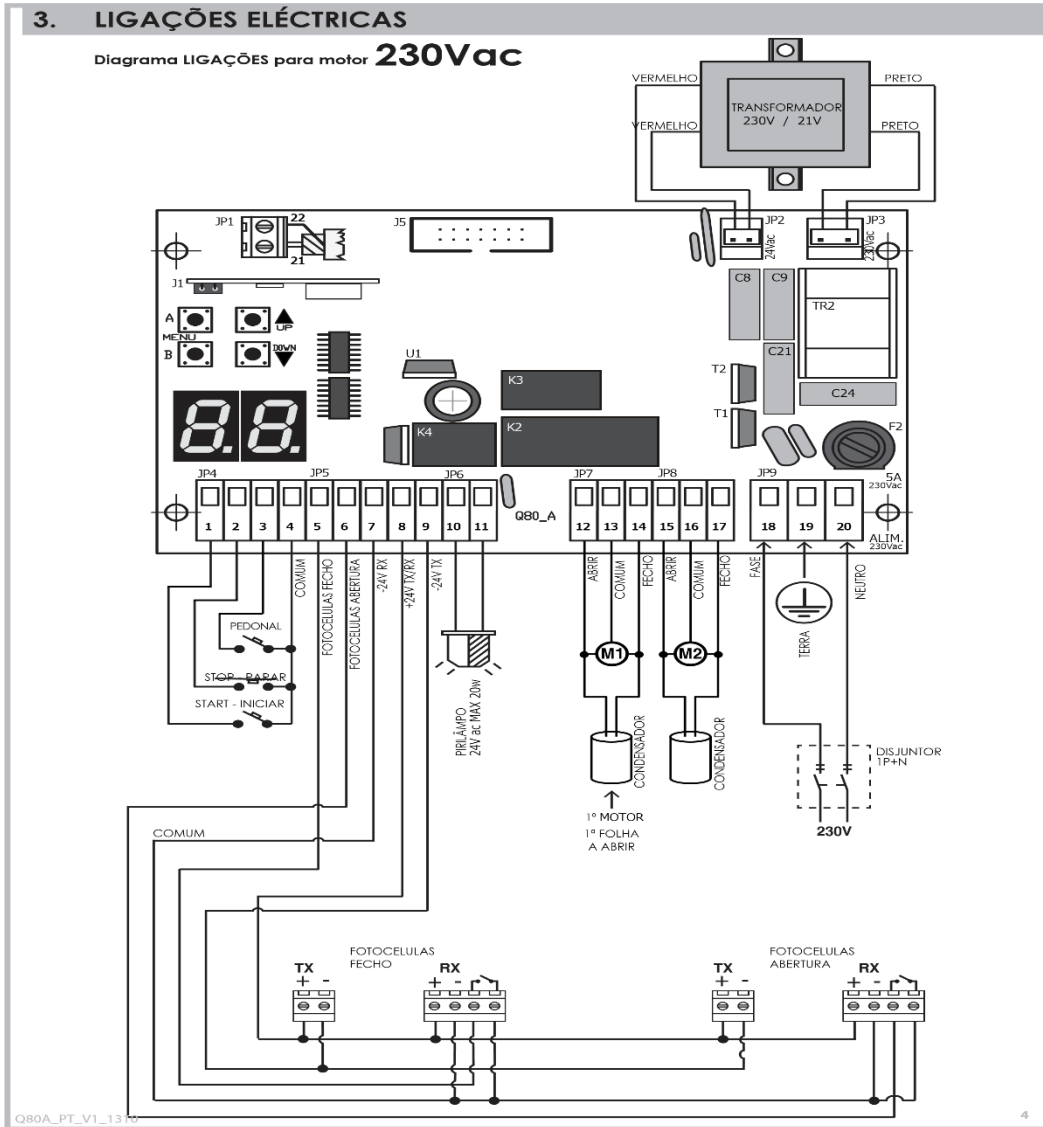 3. LIGAÇÕES ELÉCTRICAS
Diagrama LIGAÇÕES para motor 230Vac
VERMELHO
PRETO
TRANSFORMADOR
230V / 21V
VERMELHO
PRETO
JP1
22
21
J5
JP2
24Vac
JP3
230Vac
J1
A
UP
MENU
B
DOWN
U1
C8
C9
TR2
C21
K3
T2
C24
K4
K2
T1
F2
8.8.
5A
230Vac
JP4
JP5
JP6
JP7
JP8
JP9
1 2 3 4 5 6 7 8 9 10 11
Q80_A
12 13 14 15 16 17
18 19 20
ALIM.
230Vac
COMUM
FOTOCELULAS FECHO
FOTOCELULAS ABERTURA
-24V RX
+24V TX/RX
-24V TX
ABRIR
COMUM
FECHO
ABRIR
COMUM
FECHO
FASE
TERRA
NEUTRO
PEDONAL
STOP - PARAR
START - INICIAR
PIRILÂMPO
24V ac MAX 20w
M1
M2
CONDENSADOR
CONDENSADOR
DISJUNTOR
1P+N
230V
1º MOTOR
1ª FOLHA
A ABRIR
COMUM
FOTOCELULAS
FECHO
TX
+ -
RX
+ -
FOTOCELULAS
ABERTURA
TX
+ -
RX
+ -
Q80A_PT_V1_1310
4